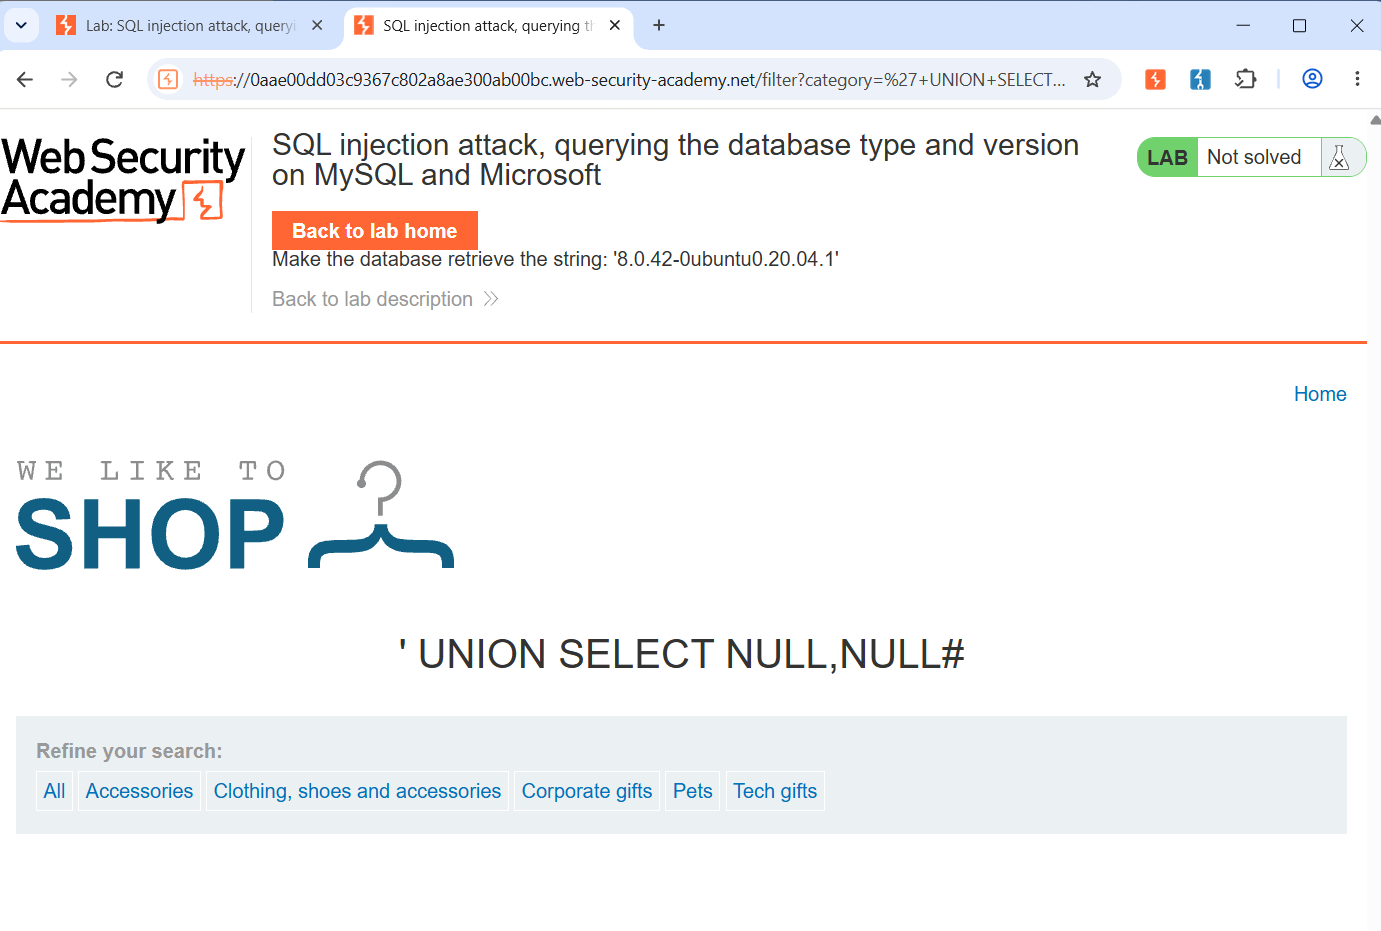 Lab: SQL injection attack, queryi
SQL injection attack, querying th
https://0aae00dd03c9367c802a8ae300ab00bc.web-security-academy.net/filter?category=%27+UNION+SELECT...
Web Security
Academy
SQL injection attack, querying the database type and version
on MySQL and Microsoft
LAB Not solved
Back to lab home
Make the database retrieve the string: '8.0.42-0ubuntu0.20.04.1'
Back to lab description
Home
WE LIKE TO
SHOP
' UNION SELECT NULL,NULL#
Refine your search:
All Accessories Clothing, shoes and accessories Corporate gifts Pets Tech gifts